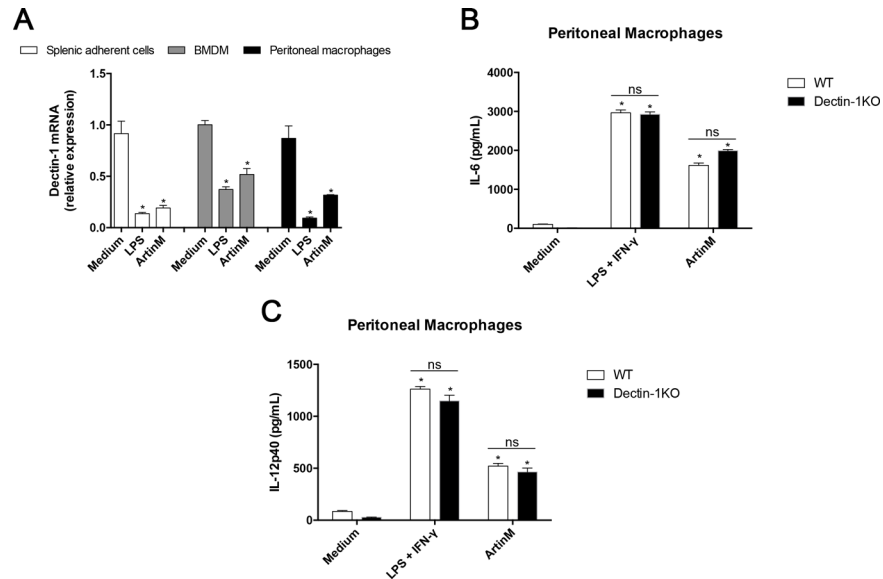 A
Splenic adherent cells BMDM Peritoneal macrophages
Dectin-1 mRNA
(relative expression)
1.5
1.0
0.5
0.0
* * * * * *
Medium LPS ArtinM Medium LPS ArtinM Medium LPS ArtinM
B
Peritoneal Macrophages
WT
Dectin-1KO
IL-6 (pg/mL)
4000
3000
2000
1000
0
ns
* *
ns
* *
Medium LPS + IFN-γ ArtinM
C
Peritoneal Macrophages
WT
Dectin-1KO
IL-12p40 (pg/mL)
1500
1000
500
0
ns
* *
ns
* *
Medium LPS + IFN-γ ArtinM